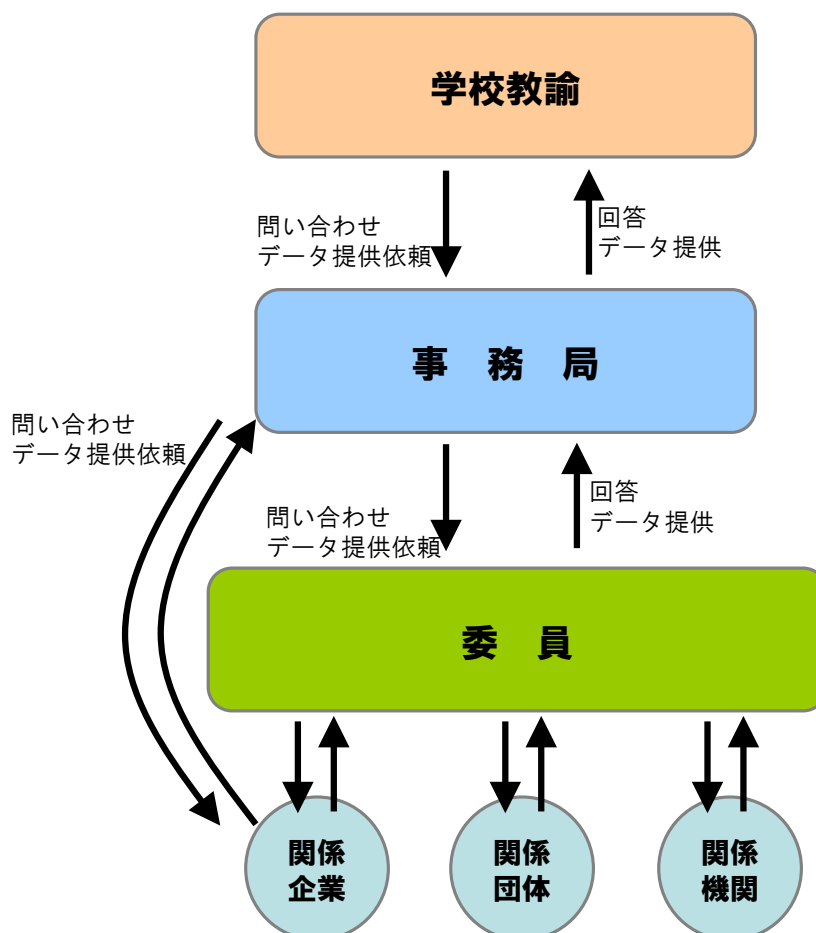 学校教諭
問い合わせ
データ提供依頼
回答
データ提供
事　務　局
問い合わせ
データ提供依頼
問い合わせ
データ提供依頼
回答
データ提供
委　員
関係
企業
関係
団体
関係
機関